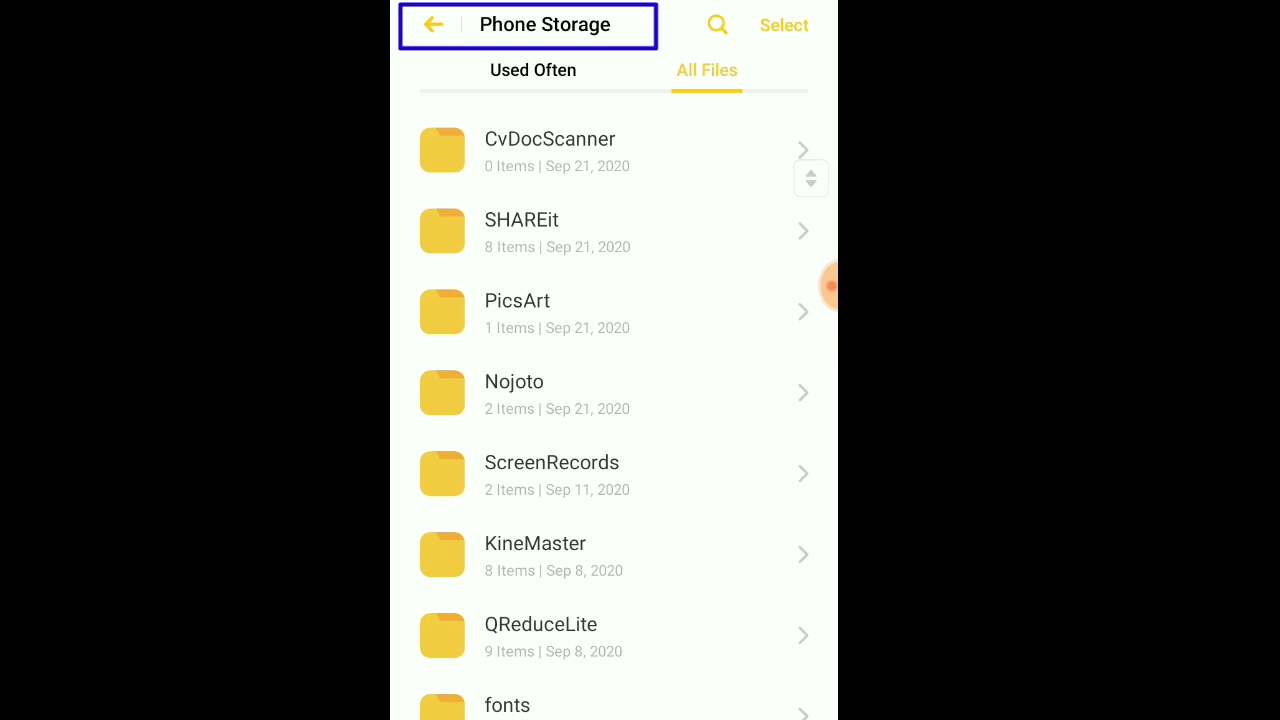 Phone Storage
Select
Used Often
All Files
CvDocScanner
0 Items | Sep 21, 2020
SHAREit
8 Items | Sep 21, 2020
PicsArt
1 Items | Sep 21, 2020
Nojoto
2 Items | Sep 21, 2020
ScreenRecords
2 Items | Sep 11, 2020
KineMaster
8 Items | Sep 8, 2020
QReduceLite
9 Items | Sep 8, 2020
fonts